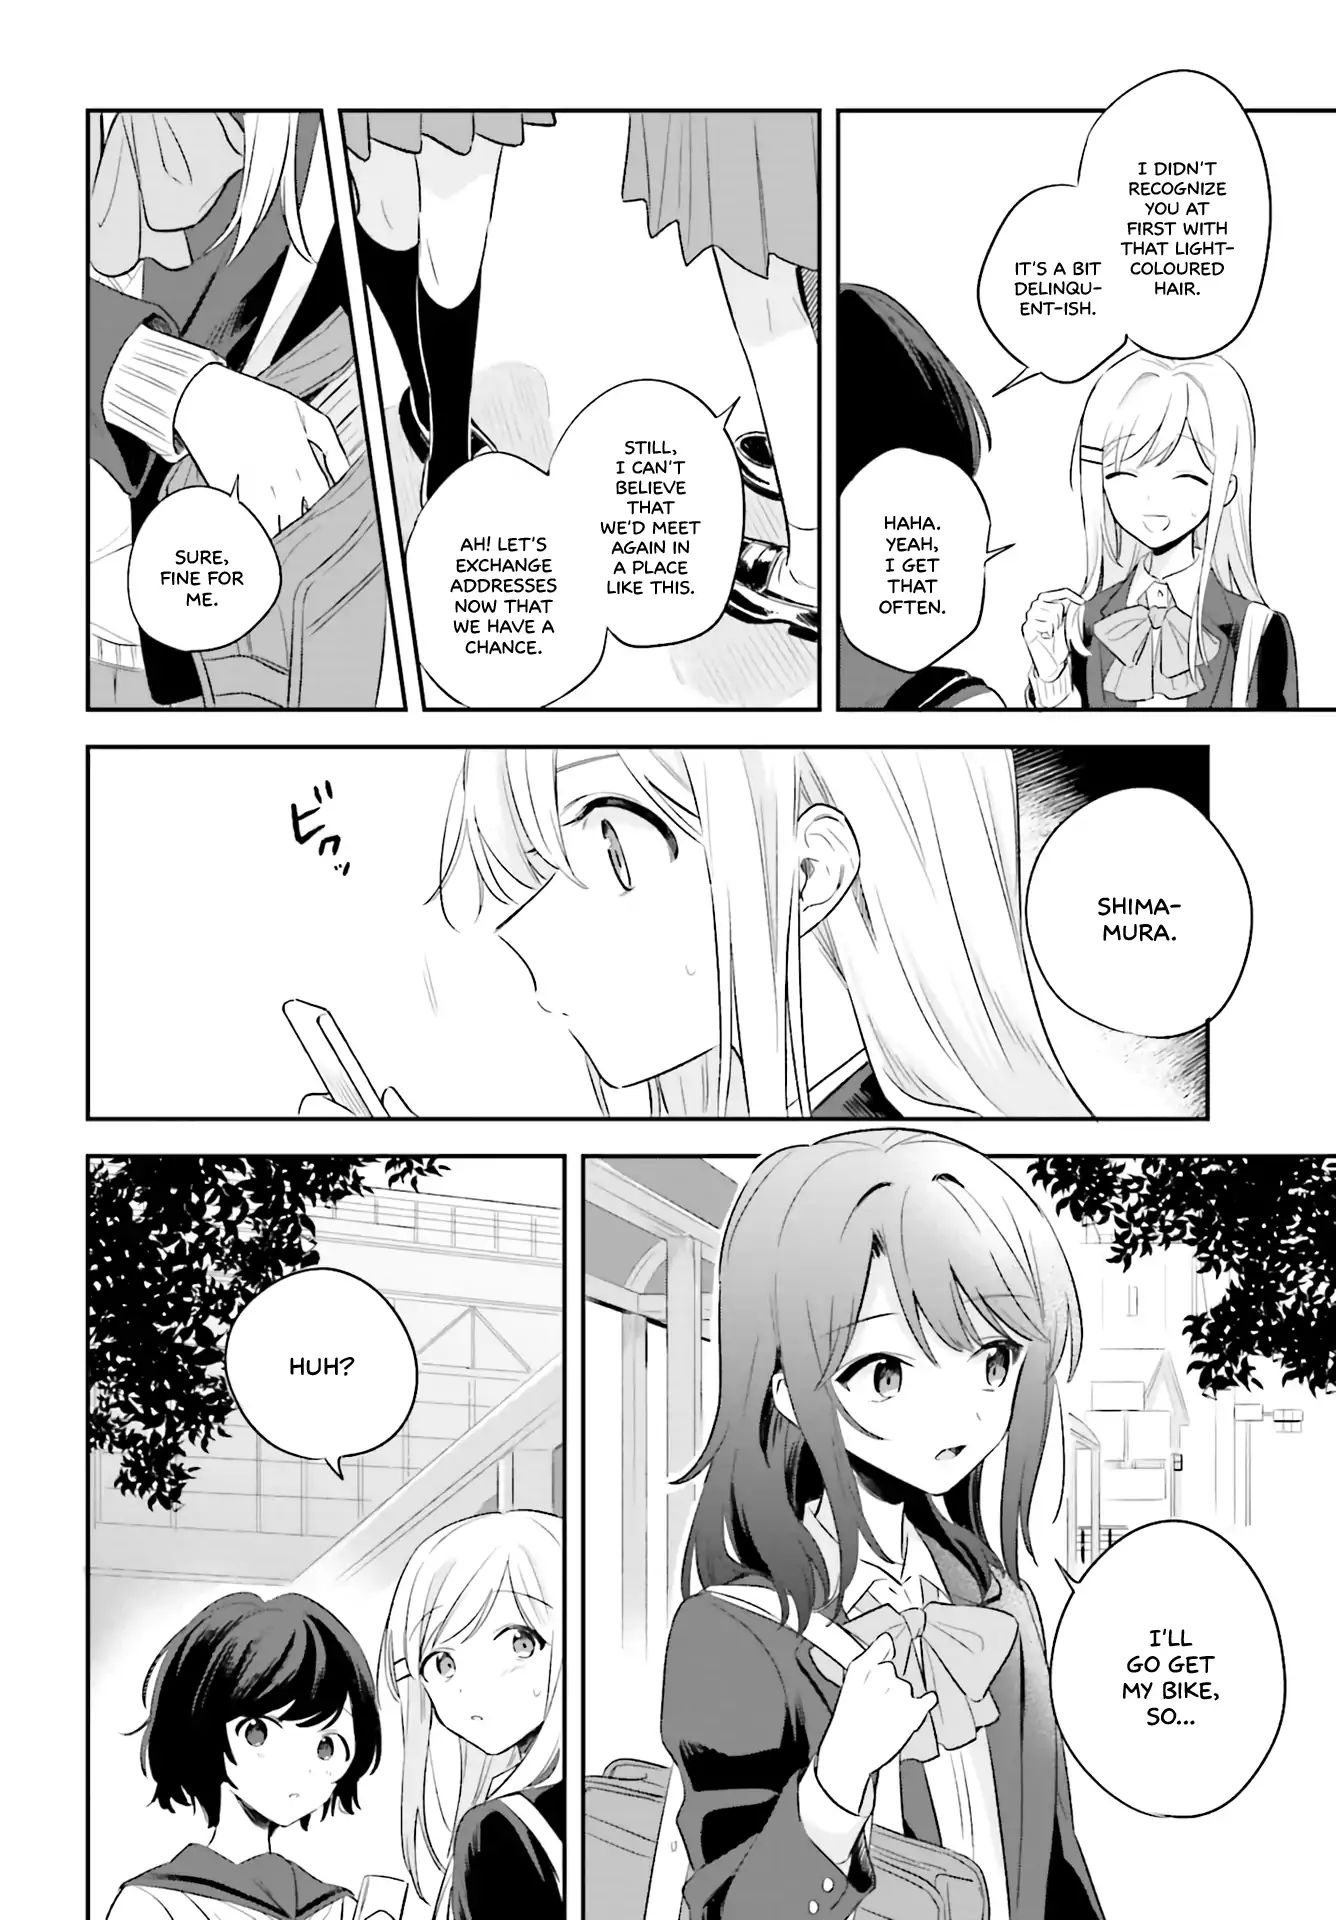 I DIDN'T
RECOGNIZE
YOU AT
FIRST WITH
THAT LIGHT-
COLOURED
HAIR.
IT'S A BIT
DELINQU-
ENT-ISH.
HAHA.
YEAH,
I GET
THAT
OFTEN.
STILL,
I CAN'T
BELIEVE
THAT
WE'D MEET
AGAIN IN
A PLACE
LIKE THIS.
AH! LET'S
EXCHANGE
ADDRESSES
NOW THAT
WE HAVE A
CHANCE.
SURE,
FINE FOR
ME.
SHIMA-
MURA.
ビクッ
I'LL
GO GET
MY BIKE,
SO...
HUH?